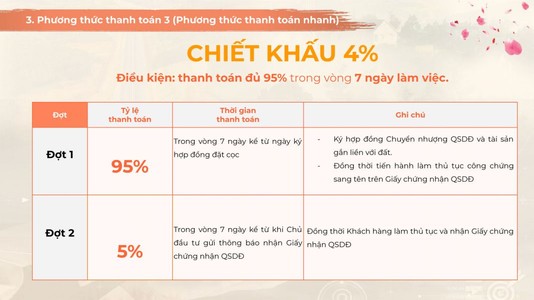 3. Phương thức thanh toán 3 (Phương thức thanh toán nhanh)
CHIẾT KHẤU 4%
Điều kiện: thanh toán đủ 95% trong vòng 7 ngày làm việc.
Đợt
Tỷ lệ
thanh toán
Thời gian
thanh toán
Ghi chú
Đợt 1
95%
Trong vòng 7 ngày kể từ ngày ký
hợp đồng đặt cọc
- Ký hợp đồng Chuyển nhượng QSDĐ và tài sản
gắn liền với đất.
- Đồng thời tiến hành làm thủ tục công chứng
sang tên trên Giấy chứng nhận QSDĐ
Đợt 2
5%
Trong vòng 7 ngày kể từ khi Chủ
đầu tư gửi thông báo nhận Giấy
chứng nhận QSDĐ
Đồng thời Khách hàng làm thủ tục và nhận Giấy chứng
nhận QSDĐ